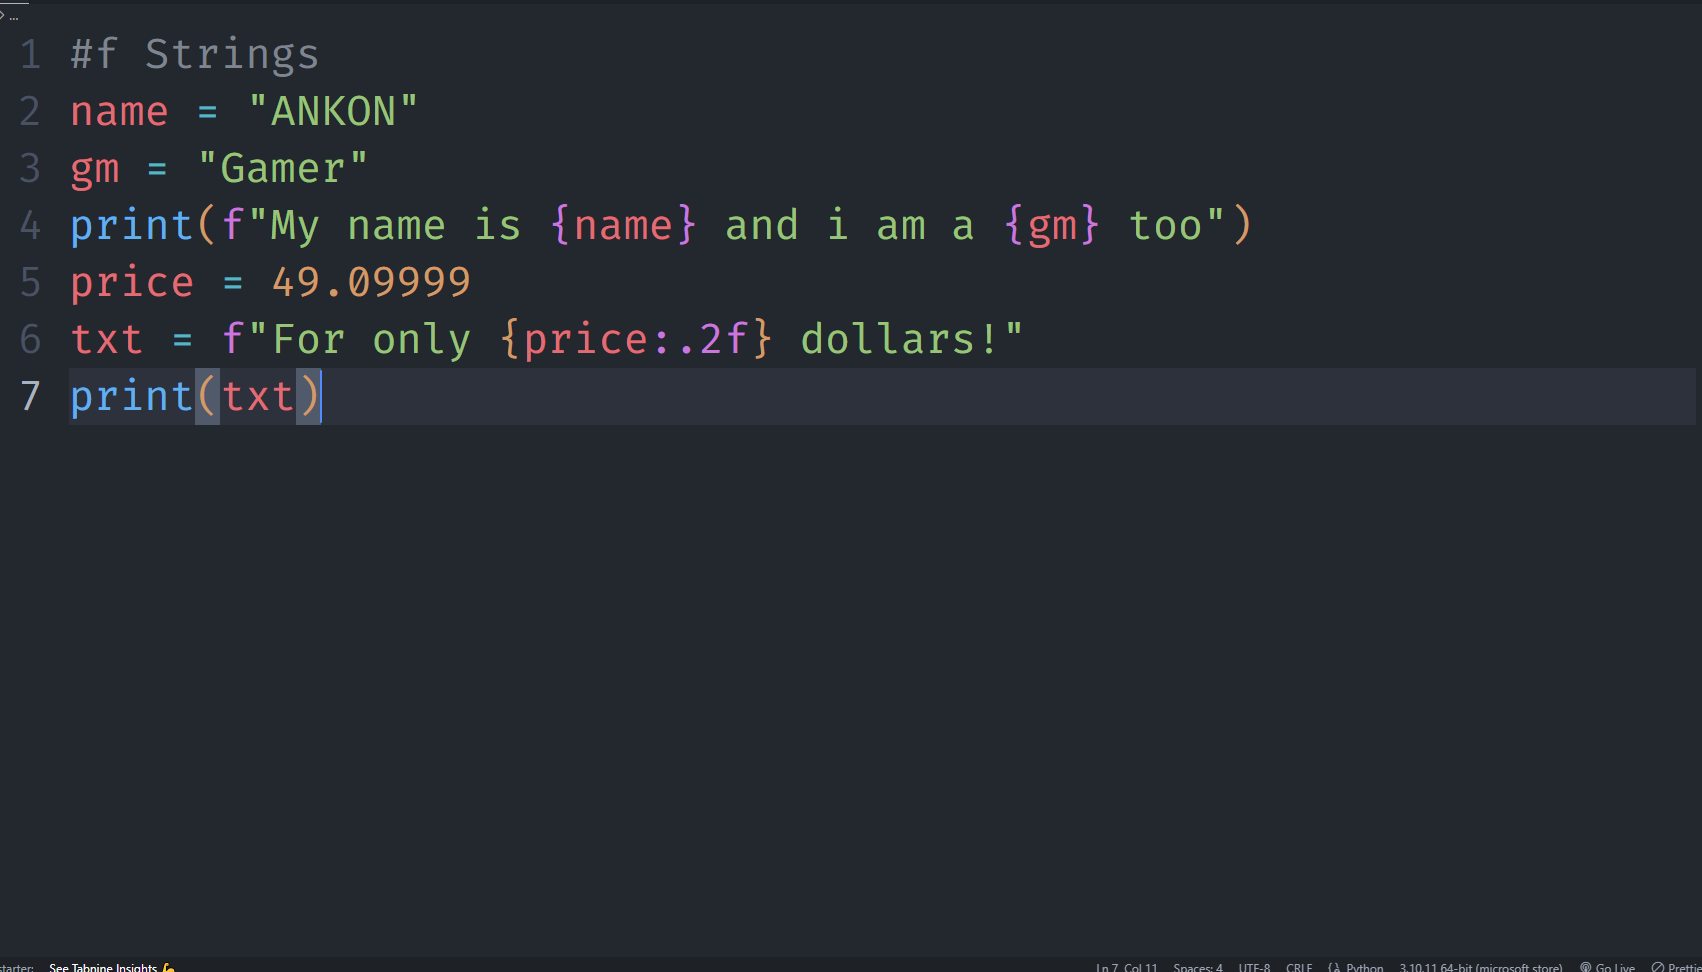 > ...
1 #f Strings
2 name = "ANKON"
3 gm = "Gamer"
4 print(f"My name is {name} and i am a {gm} too")
5 price = 49.09999
6 txt = f"For only {price:.2f} dollars!"
7 print(txt)
starter: See Tabnine Insights Ln 7, Col 11 Spaces: 4 UTF-8 CRLF Python 3.10.11 64-bit (microsoft store) Go Live